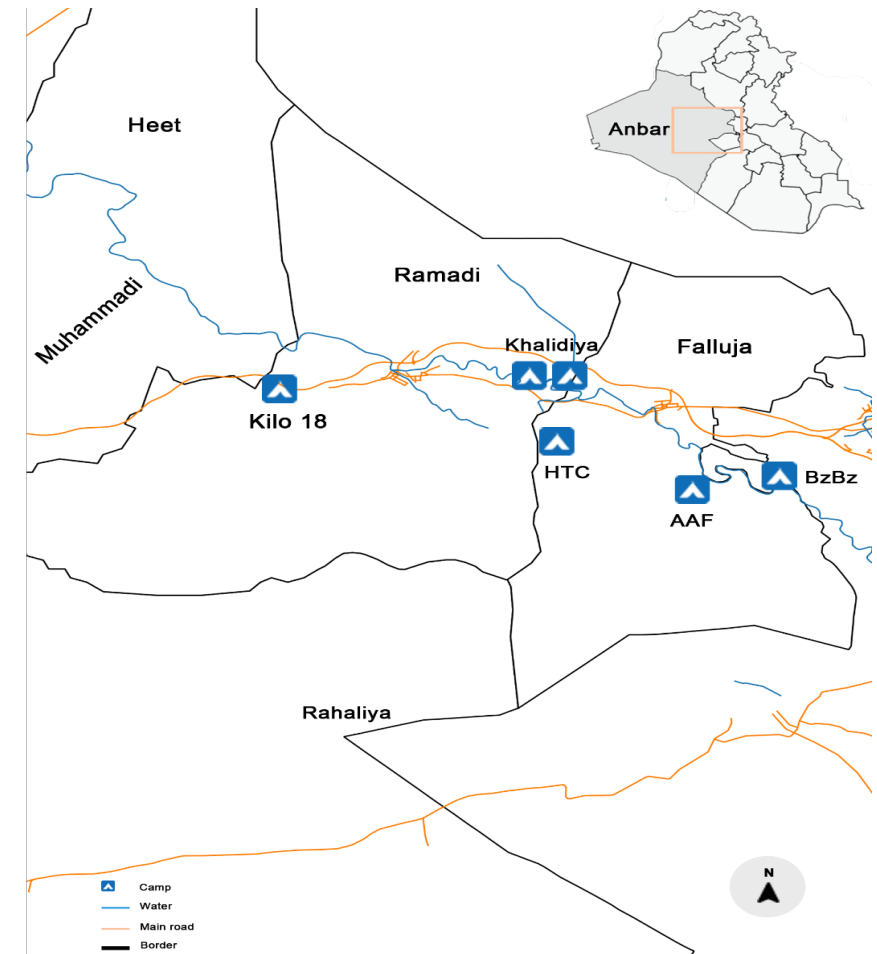 Heet
Anbar
Ramadi
Muhammadi
Khalidiya
Falluja
Kilo 18
HTC
BzBz
AAF
Rahaliya
N
Camp
Water
Main road
Border